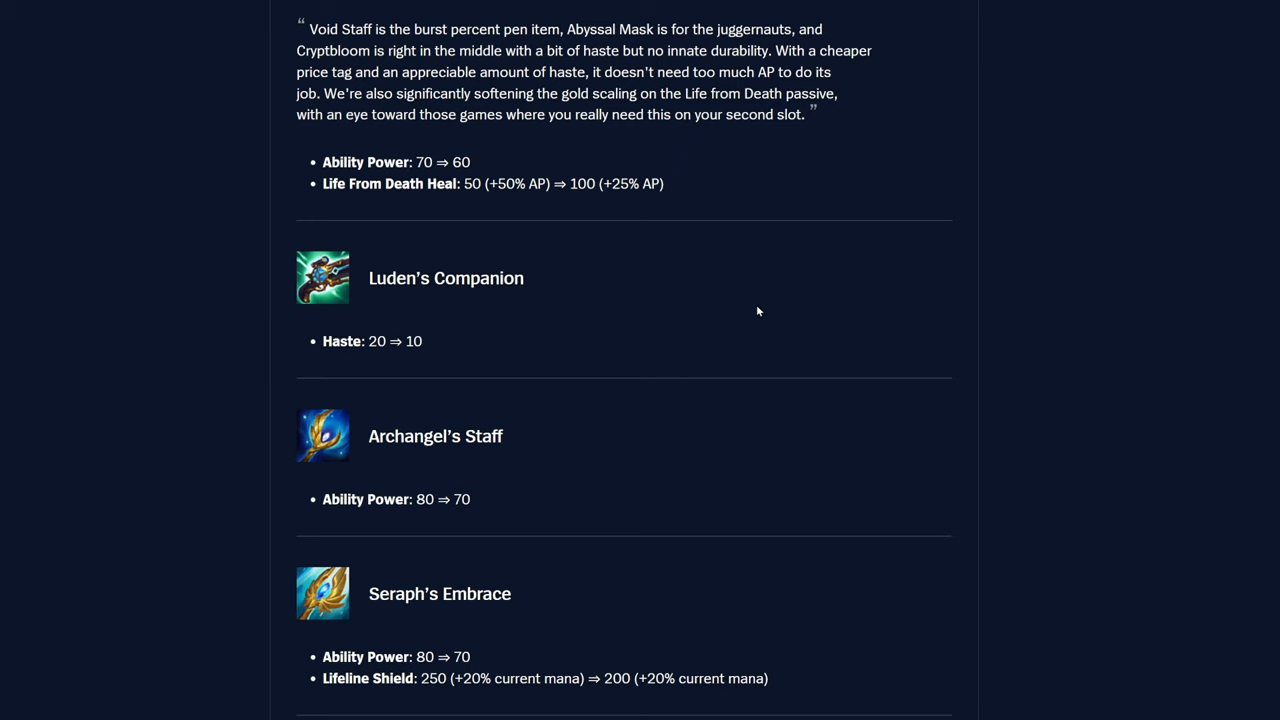 “ Void Staff is the burst percent pen item, Abyssal Mask is for the juggernauts, and
Cryptbloom is right in the middle with a bit of haste but no innate durability. With a cheaper
price tag and an appreciable amount of haste, it doesn't need too much AP to do its
job. We're also significantly softening the gold scaling on the Life from Death passive,
with an eye toward those games where you really need this on your second slot. ”
• Ability Power: 70 ⇒ 60
• Life From Death Heal: 50 (+50% AP) ⇒ 100 (+25% AP)
Luden’s Companion
• Haste: 20 ⇒ 10
Archangel’s Staff
• Ability Power: 80 ⇒ 70
Seraph’s Embrace
• Ability Power: 80 ⇒ 70
• Lifeline Shield: 250 (+20% current mana) ⇒ 200 (+20% current mana)